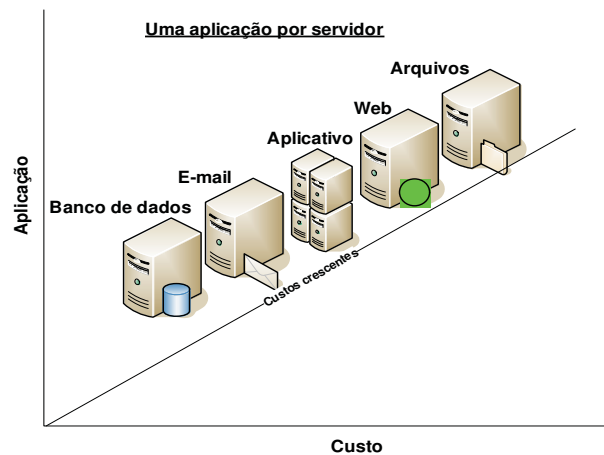 Uma aplicação por servidor
Arquivos
Web
Aplicativo
E-mail
Banco de dados
Aplicação
Custos crescentes
Custo